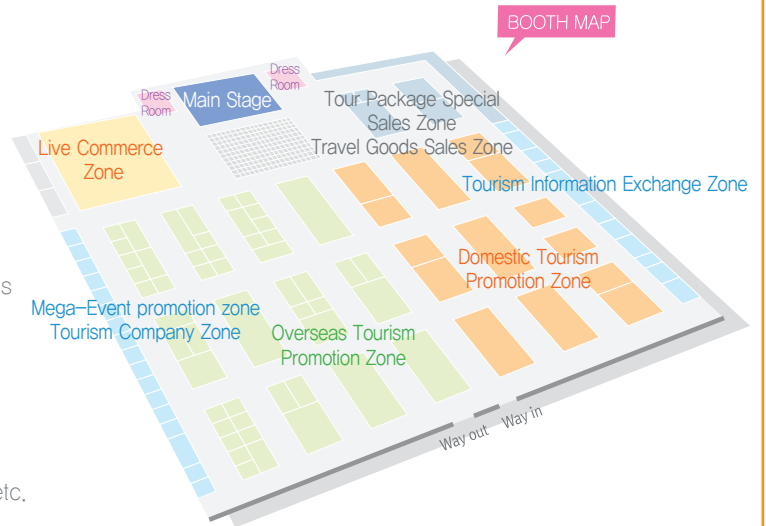 BOOTH MAP
Dress
Room
Dress
Room
Main Stage
Tour Package Special
Sales Zone
Travel Goods Sales Zone
Live Commerce
Zone
Tourism Information Exchange Zone
Domestic Tourism
Promotion Zone
s
Mega-Event promotion zone
Tourism Company Zone
Overseas Tourism
Promotion Zone
Way out
Way in
etc.